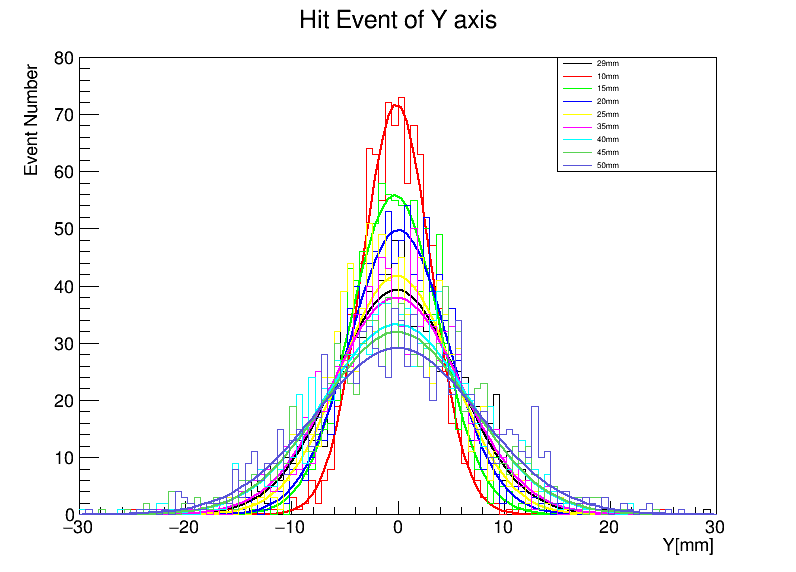 Hit Event of Y axis
Event Number
80
70
60
50
40
30
20
10
0
29mm
10mm
15mm
20mm
25mm
35mm
40mm
45mm
50mm
−30 −20 −10 0 10 20 30
Y[mm]